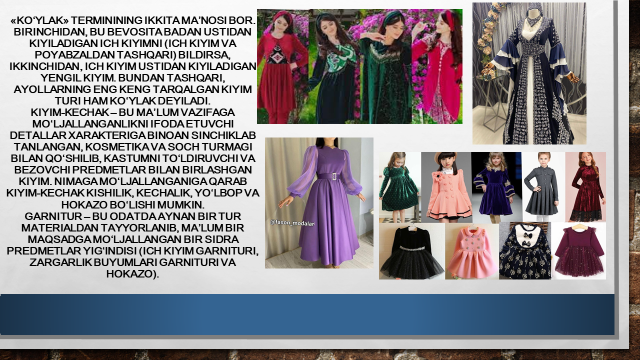 «KO‘YLAK» TERMININING IKKITA MA’NOSI BOR.
BIRINCHIDAN, BU BEVOSITA BADAN USTIDAN
KIYILADIGAN ICH KIYIMNI (ICH KIYIM VA
POYABZALDAN TASHQARI) BILDIRSA,
IKKINCHIDAN, ICH KIYIM USTIDAN KIYILADIGAN
YENGIL KIYIM. BUNDAN TASHQARI,
AYOLLARNING ENG KENG TARQALGAN KIYIM
TURI HAM KO‘YLAK DEYILADI.
KIYIM-KECHAK – BU MA’LUM VAZIFAGA
MO‘LJALLANGANLIKNI IFODA ETUVCHI
DETALLAR XARAKTERIGA BINOAN SINCHIKLAB
TANLANGAN, KOSMETIKA VA SOCH TURMAGI
BILAN QO‘SHILIB, KASTUMNI TO‘LDIRUVCHI VA
BEZOVCHI PREDMETLAR BILAN BIRLASHGAN
KIYIM. NIMAGA MO‘LJALLANGANIGA QARAB
KIYIM-KECHAK KISHILIK, KECHALIK, YO‘LBOP VA
HOKAZO BO‘LISHI MUMKIN.
GARNITUR – BU ODATDA AYNAN BIR TUR
MATERIALDAN TAYYORLANIB, MA’LUM BIR
MAQSADGA MO‘LJALLANGAN BIR SIDRA
PREDMETLAR YIG‘INDISI (ICH KIYIM GARNITURI,
ZARGARLIK BUYUMLARI GARNITURI VA
HOKAZO).